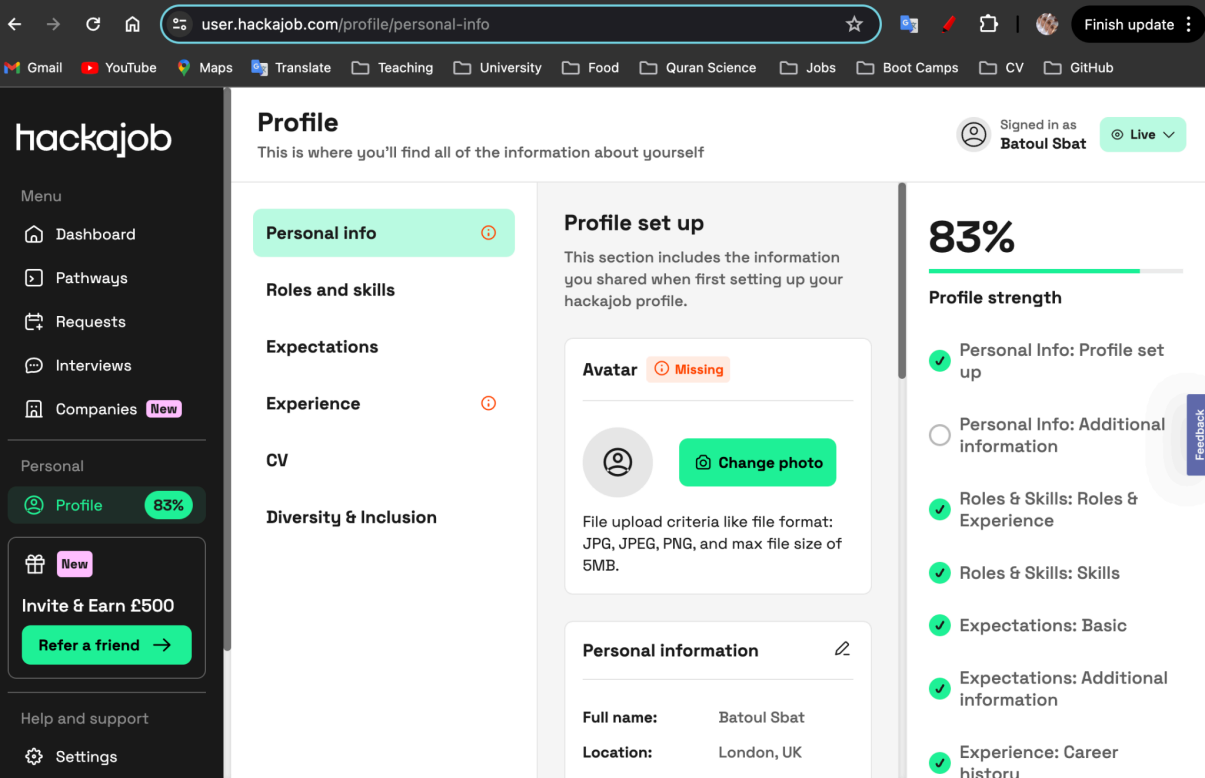 user.hackajob.com/profile/personal-info
Finish update
Gmail
YouTube
Maps
Translate
Teaching
University
Food
Quran Science
Jobs
Boot Camps
CV
GitHub
hackajob
Menu
Dashboard
Pathways
Requests
Interviews
Companies New
Personal
Profile 83%
New
Invite & Earn £500
Refer a friend
Help and support
Settings
Profile
This is where you'll find all of the information about yourself
Signed in as
Batoul Sbat
Live
Personal info
Roles and skills
Expectations
Experience
CV
Diversity & Inclusion
Profile set up
This section includes the information
you shared when first setting up your
hackajob profile.
Avatar Missing
Change photo
File upload criteria like file format:
JPG, JPEG, PNG, and max file size of
5MB.
Personal information
Full name: Batoul Sbat
Location: London, UK
83%
Profile strength
Personal Info: Profile set
up
Personal Info: Additional
information
Roles & Skills: Roles &
Experience
Roles & Skills: Skills
Expectations: Basic
Expectations: Additional
information
Experience: Career
history
Feedback